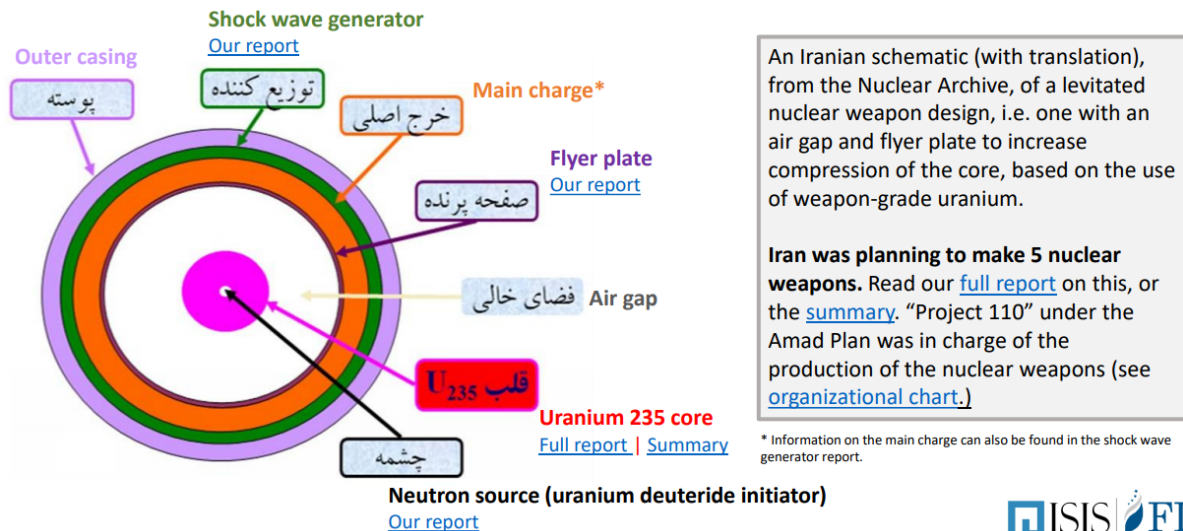 Shock wave generator
Our report
Outer casing
پوسته
توزیع کننده
Main charge*
خرج اصلی
Flyer plate
Our report
صفحه پرنده
فضای خالی
Air gap
قلب U235
Uranium 235 core
Full report | Summary
چشمه
Neutron source (uranium deuteride initiator)
Our report
An Iranian schematic (with translation),
from the Nuclear Archive, of a levitated
nuclear weapon design, i.e. one with an
air gap and flyer plate to increase
compression of the core, based on the use
of weapon-grade uranium.
Iran was planning to make 5 nuclear
weapons. Read our full report on this, or
the summary. “Project 110” under the
Amad Plan was in charge of the
production of the nuclear weapons (see
organizational chart.)
* Information on the main charge can also be found in the shock wave
generator report.
ISIS